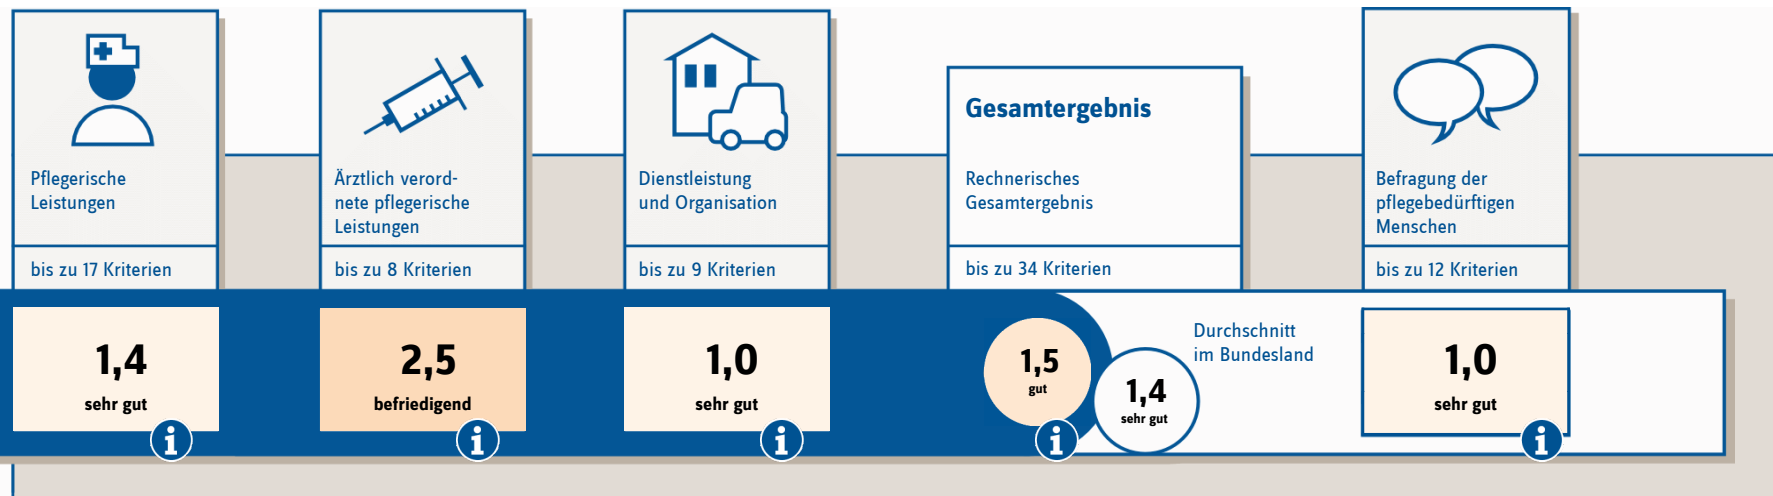 Pflegerische
Leistungen
bis zu 17 Kriterien
1,4
sehr gut
i
Ärztlich verord-
nete pflegerische
Leistungen
bis zu 8 Kriterien
2,5
befriedigend
i
Dienstleistung
und Organisation
bis zu 9 Kriterien
1,0
sehr gut
i
Gesamtergebnis
Rechnerisches
Gesamtergebnis
bis zu 34 Kriterien
1,5
gut
i
Durchschnitt
im Bundesland
1,4
sehr gut
Befragung der
pflegebedürftigen
Menschen
bis zu 12 Kriterien
1,0
sehr gut
i